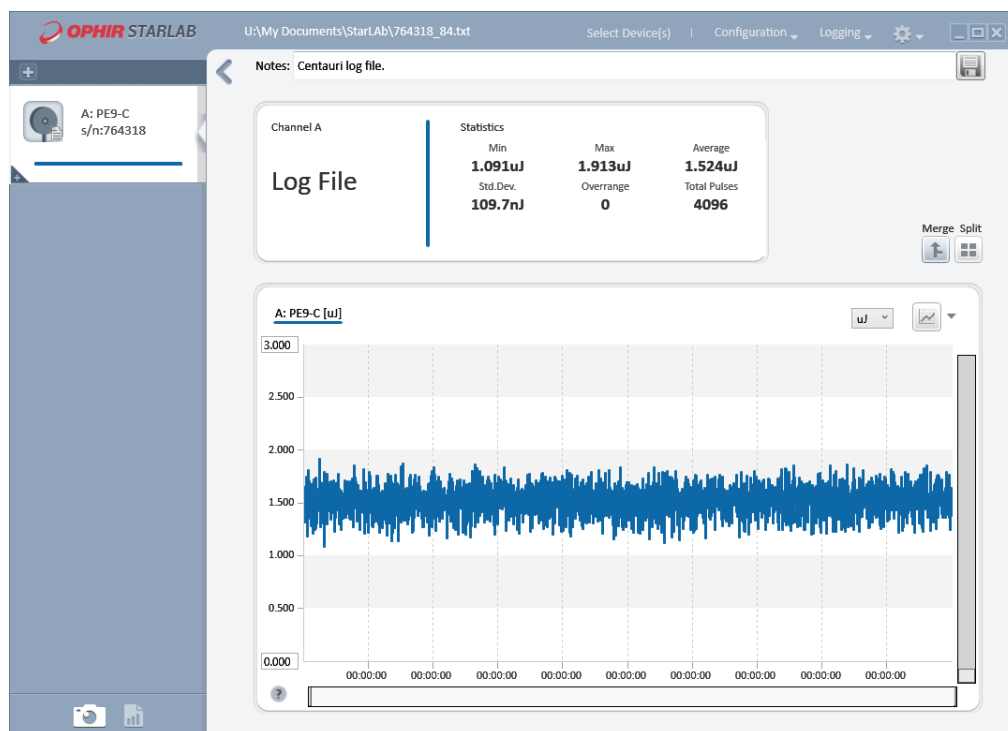 OPHIR STARLAB
U:\My Documents\StarLAb\764318_84.txt
Select Device(s) | Configuration Logging
Notes: Centauri log file.
A: PE9-C
s/n:764318
Channel A
Log File
Statistics
Min Max Average
1.091uJ 1.913uJ 1.524uJ
Std.Dev. Overrange Total Pulses
109.7nJ 0 4096
Merge Split
A: PE9-C [uJ]
uJ
3.000
2.500
2.000
1.500
1.000
0.500
0.000
00:00:00 00:00:00 00:00:00 00:00:00 00:00:00 00:00:00 00:00:00 00:00:00 00:00:00
?